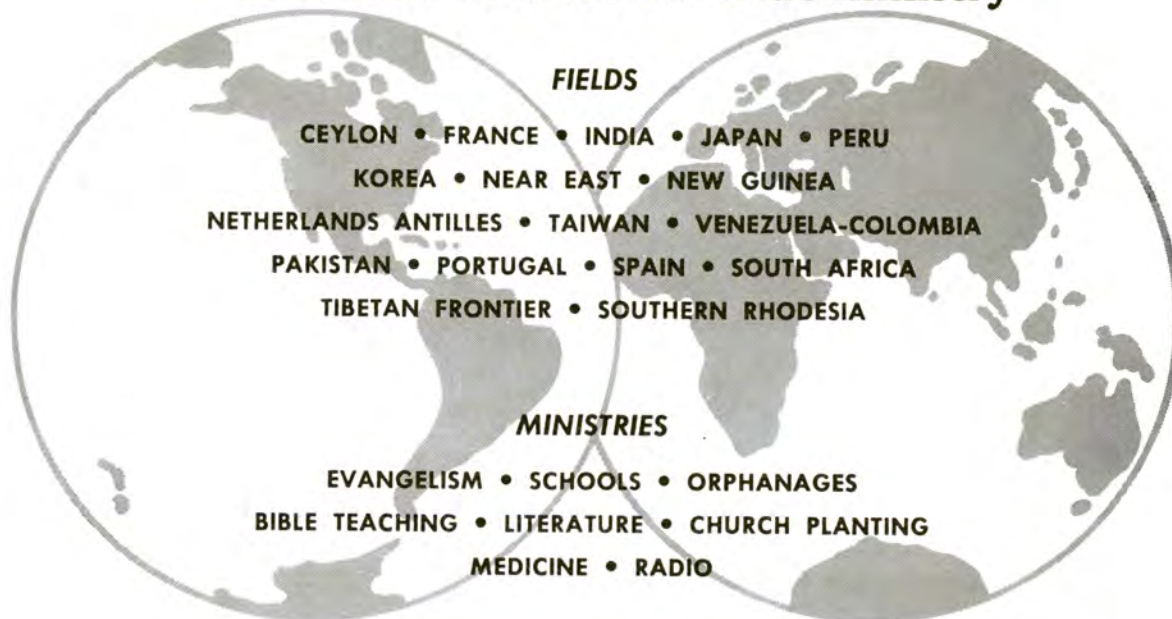 FIELDS
CEYLON • FRANCE • INDIA • JAPAN • PERU
KOREA • NEAR EAST • NEW GUINEA
NETHERLANDS ANTILLES • TAIWAN • VENEZUELA-COLOMBIA
PAKISTAN • PORTUGAL • SPAIN • SOUTH AFRICA
TIBETAN FRONTIER • SOUTHERN RHODESIA
MINISTRIES
EVANGELISM • SCHOOLS • ORPHANAGES
BIBLE TEACHING • LITERATURE • CHURCH PLANTING
MEDICINE • RADIO